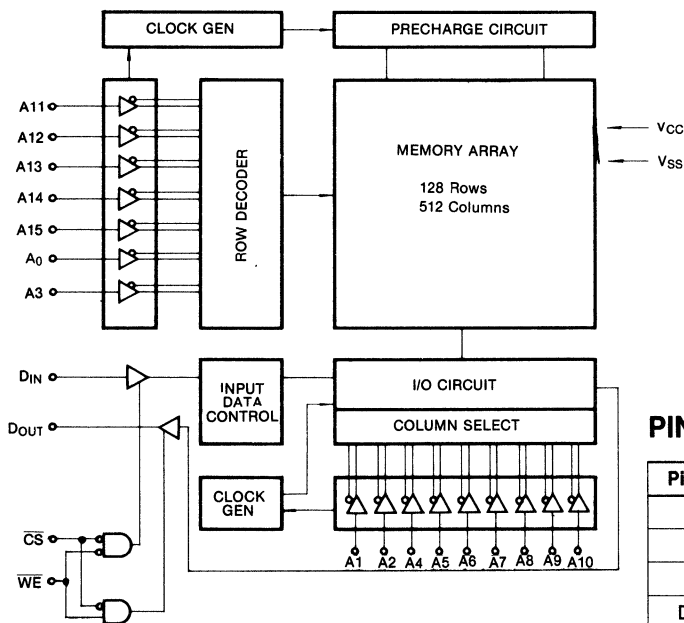 CLOCK GEN
PRECHARGE CIRCUIT
A11
A12
A13
A14
A15
A0
A3
ROW DECODER
MEMORY ARRAY
128 Rows
512 Columns
VCC
VSS
DIN
DOUT
INPUT
DATA
CONTROL
I/O CIRCUIT
COLUMN SELECT
CLOCK
GEN
CS
WE
A1 A2 A4 A5 A6 A7 A8 A9 A10
PIN
Pi
D